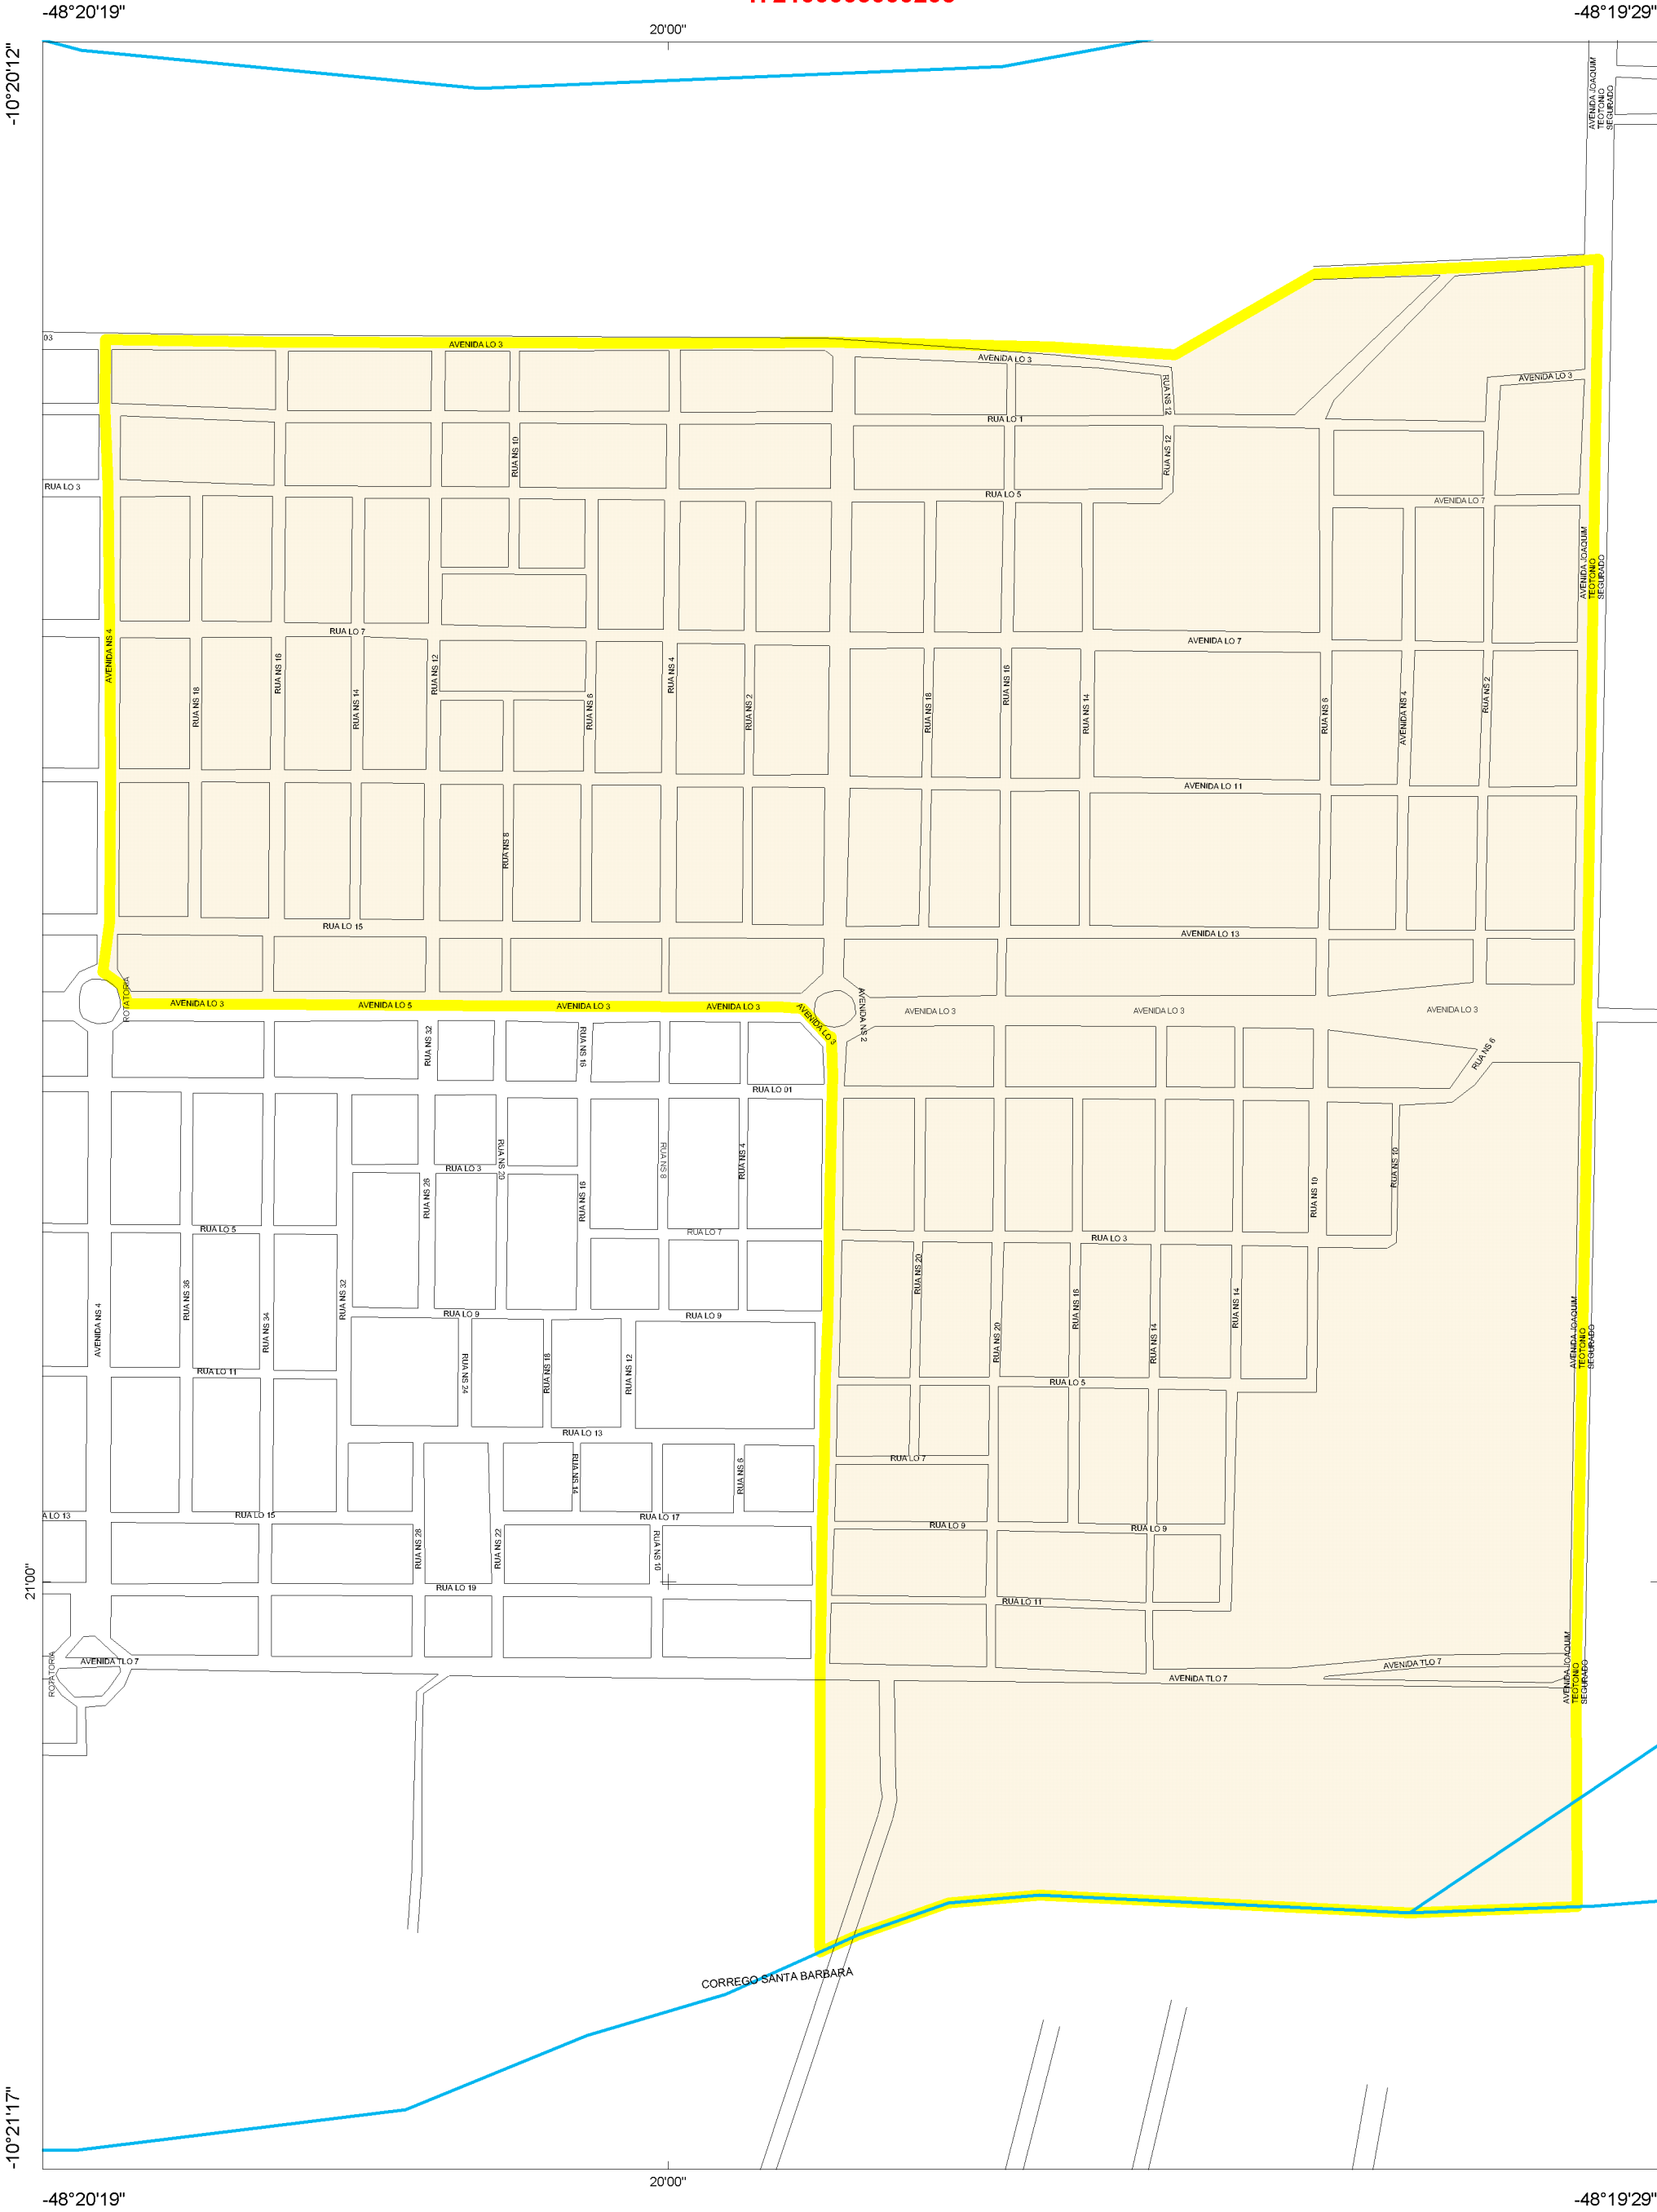 -48°20'19"
-48°19'29"
20'00"
-10°20'12"
AVENIDA JOAQUIM
TEOTONIO
SEGURADO
03
AVENIDA LO 3
AVENIDA LO 3
AVENIDA LO 3
RUA NS 12
RUA LO 1
RUA NS 10
RUA NS 12
RUA LO 3
RUA LO 5
AVENIDA LO 7
AVENIDA JOAQUIM
TEOTONIO
SEGURADO
RUA LO 7
AVENIDA LO 7
AVENIDA NS 4
RUA NS 18
RUA NS 16
RUA NS 14
RUA NS 12
RUA NS 6
RUA NS 4
RUA NS 2
RUA NS 18
RUA NS 16
RUA NS 14
RUA NS 6
AVENIDA NS 4
RUA NS 2
AVENIDA LO 11
RUA NS 8
RUA LO 15
AVENIDA LO 13
ROTATORIA
AVENIDA LO 3
AVENIDA LO 5
AVENIDA LO 3
AVENIDA LO 3
AVENIDA LO 3
AVENIDA NS 2
AVENIDA LO 3
AVENIDA LO 3
AVENIDA LO 3
RUA NS 32
RUA NS 16
RUA NS 6
RUA LO 01
RUA NS 20
RUA NS 8
RUA NS 4
RUA LO 3
RUA NS 26
RUA NS 16
RUA NS 10
RUA NS 10
RUA LO 5
RUA LO 7
RUA LO 3
AVENIDA NS 4
RUA NS 36
RUA NS 34
RUA NS 32
RUA LO 9
RUA LO 9
RUA NS 20
RUA NS 20
RUA NS 16
RUA NS 14
RUA NS 14
AVENIDA JOAQUIM
TEOTONIO
SEGURADO
RUA LO 11
RUA NS 24
RUA NS 18
RUA NS 12
RUA LO 5
RUA LO 13
RUA NS 14
RUA NS 6
RUA LO 7
A LO 13
RUA LO 15
RUA LO 17
RUA LO 9
RUA LO 9
RUA NS 28
RUA NS 22
RUA NS 10
21'00"
RUA LO 19
RUA LO 11
ROTATORIA
AVENIDA TLO 7
AVENIDA TLO 7
AVENIDA TLO 7
AVENIDA JOAQUIM
TEOTONIO
SEGURADO
CORREGO SANTA BARBARA
-10°21'17"
20'00"
-48°20'19"
-48°19'29"